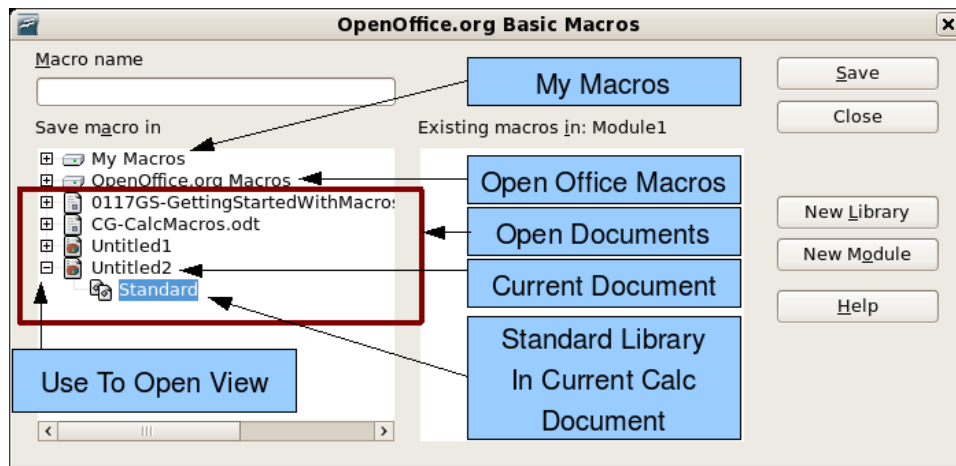 OpenOffice.org Basic Macros
Macro name
My Macros
Save
Close
Save macro in
Existing macros in: Module1
My Macros
OpenOffice.org Macros
Open Office Macros
0117GS-GettingStartedWithMacros
CG-CalcMacros.odt
Open Documents
New Library
Untitled1
New Module
Untitled2
Current Document
Standard
Help
Standard Library
In Current Calc
Document
Use To Open View